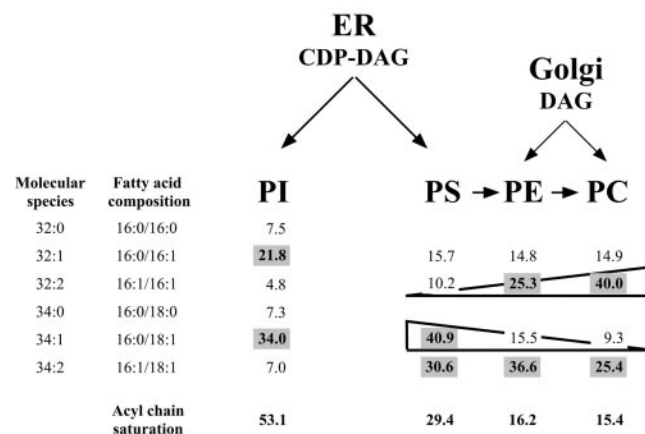 ER
CDP-DAG
Golgi
DAG
Molecular species Fatty acid composition PI PS PE PC
32:0 16:0/16:0 7.5
32:1 16:0/16:1 21.8 15.7 14.8 14.9
32:2 16:1/16:1 4.8 10.2 25.3 40.0
34:0 16:0/18:0 7.3
34:1 16:0/18:1 34.0 40.9 15.5 9.3
34:2 16:1/18:1 7.0 30.6 36.6 25.4
Acyl chain saturation 53.1 29.4 16.2 15.4